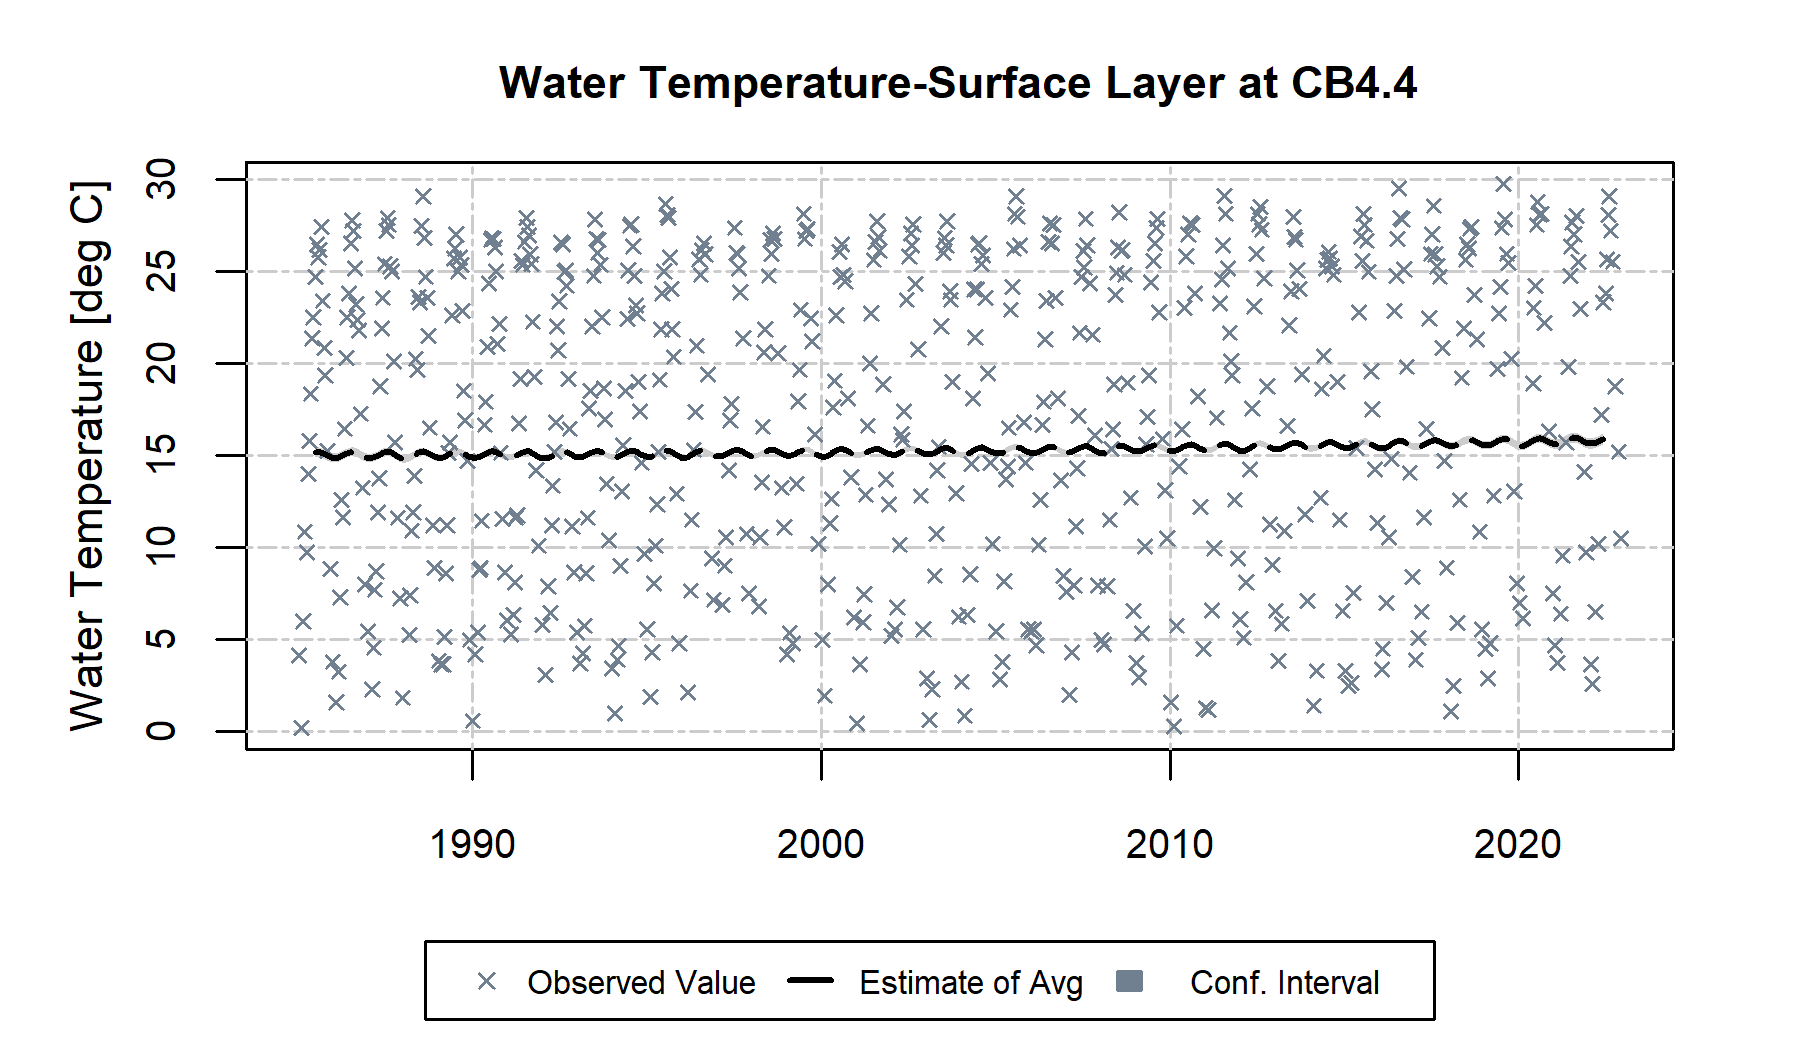 Water Temperature-Surface Layer at CB4.4
Water Temperature [deg C]
30
25
20
15
10
5
0
1990 2000 2010 2020
Observed Value Estimate of Avg Conf. Interval